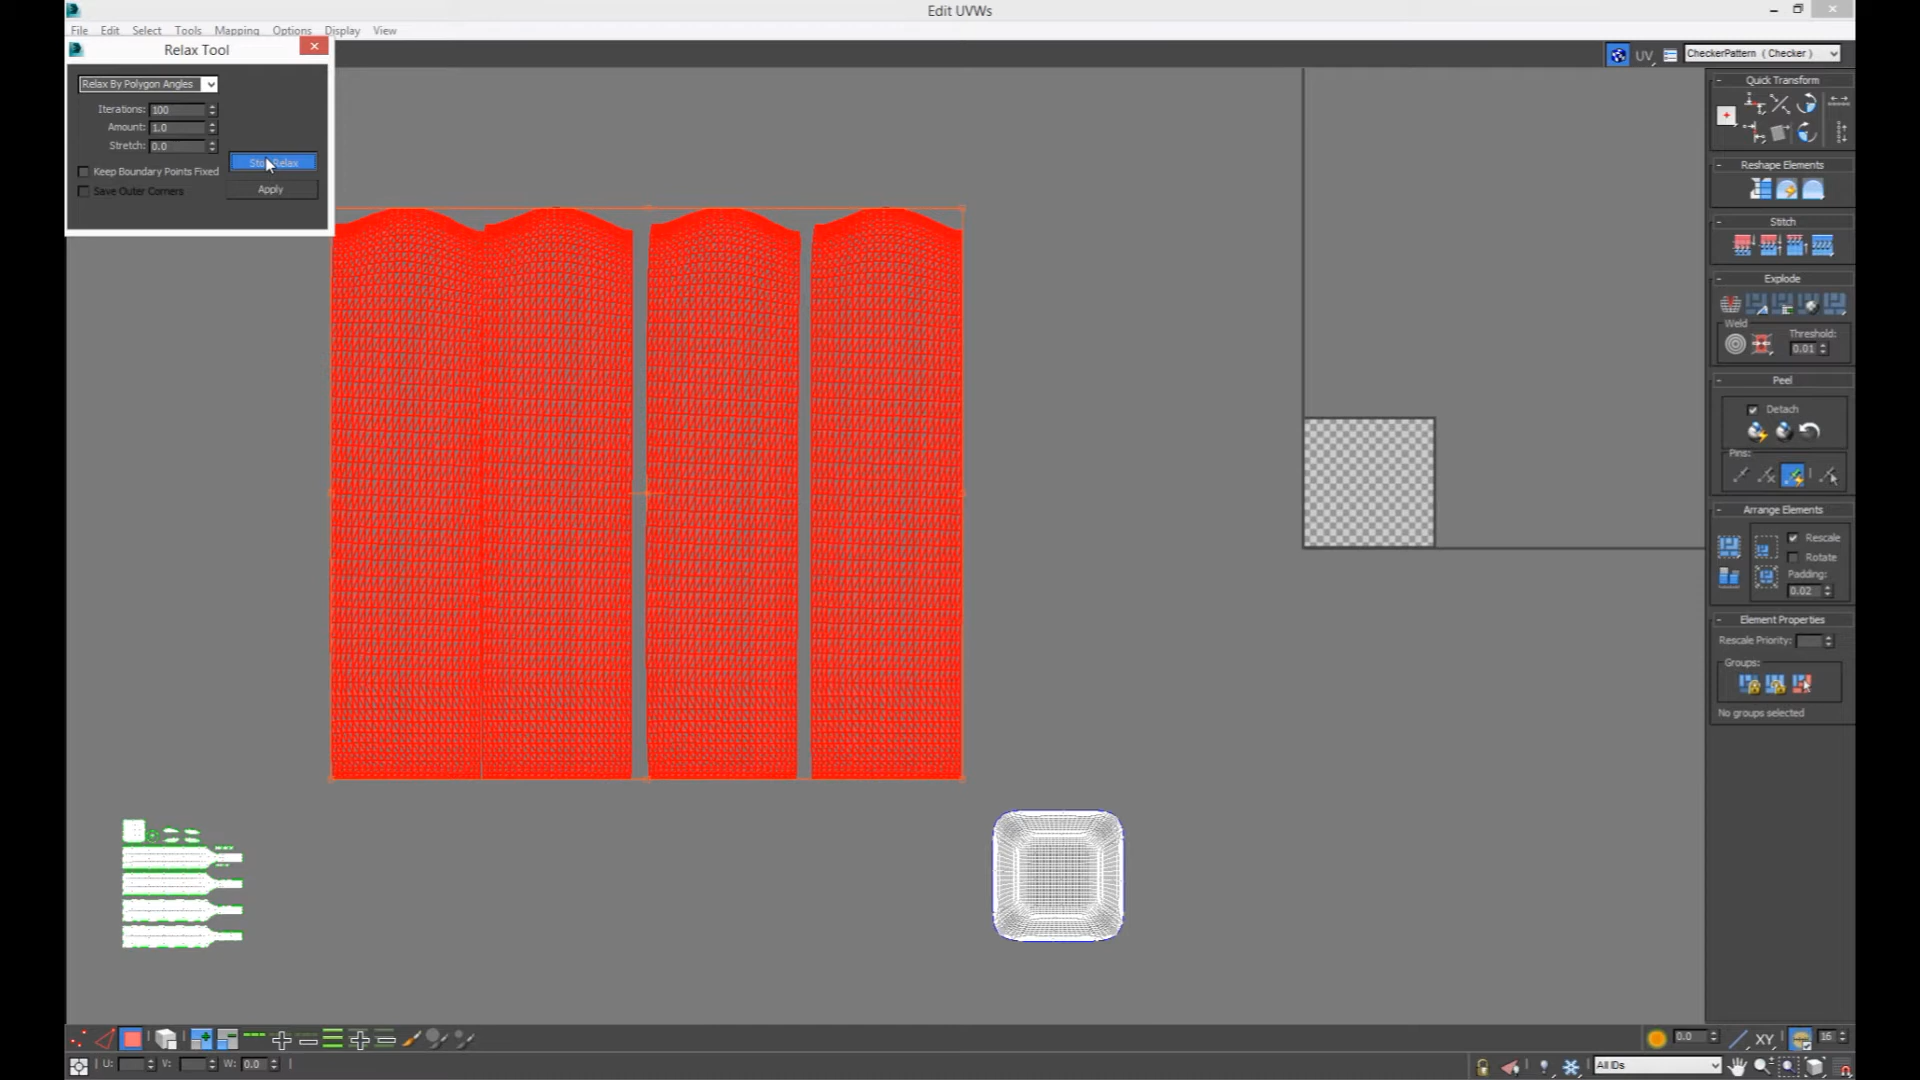 Edit UVWs
File Edit Select Tools Mapping Options Display View
Relax Tool
UV CheckerPattern ( Checker )
Relax By Polygon Angles
Iterations: 100
Amount: 1.0
Stretch: 0.0
Stop Relax
Keep Boundary Points Fixed
Apply
Save Outer Corners
Quick Transform
Reshape Elements
Stitch
Explode
Weld
Threshold:
0.01
Peel
Detach
Pins:
Arrange Elements
Rescale
Rotate
Padding:
0.02
Element Properties
Rescale Priority:
Groups:
No groups selected
0.0 XY 16
U: V: W: 0.0
All IDs